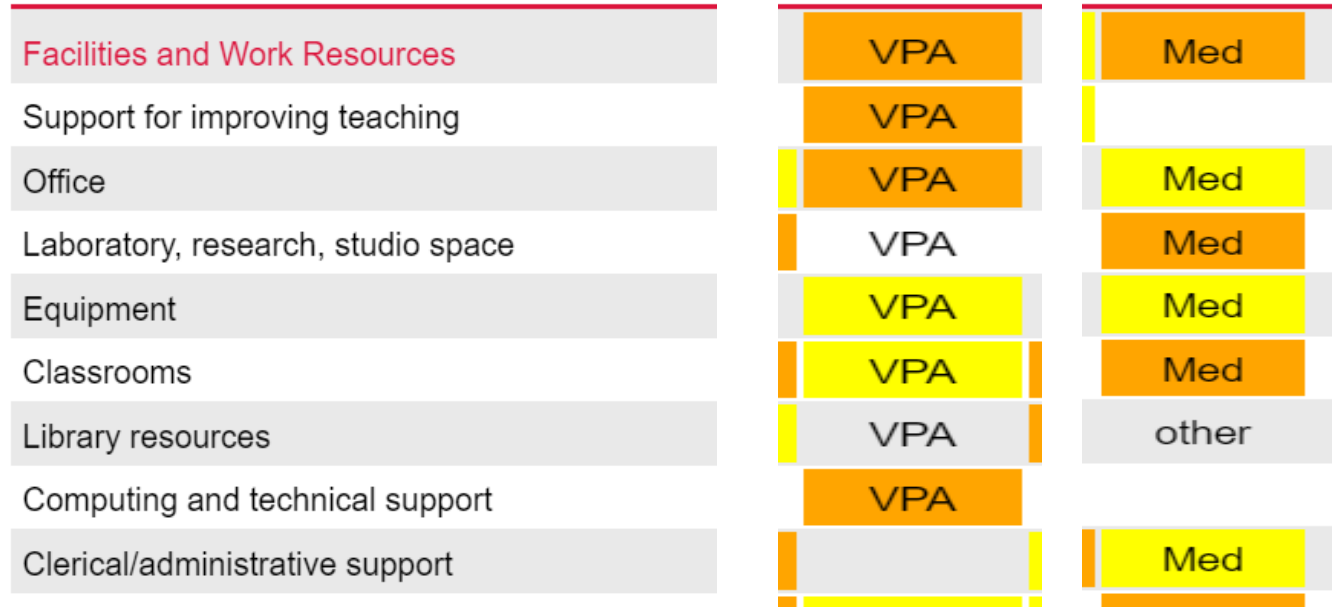 Facilities and Work Resources VPA Med
Support for improving teaching VPA
Office VPA Med
Laboratory, research, studio space VPA Med
Equipment VPA Med
Classrooms VPA Med
Library resources VPA other
Computing and technical support VPA
Clerical/administrative support Med